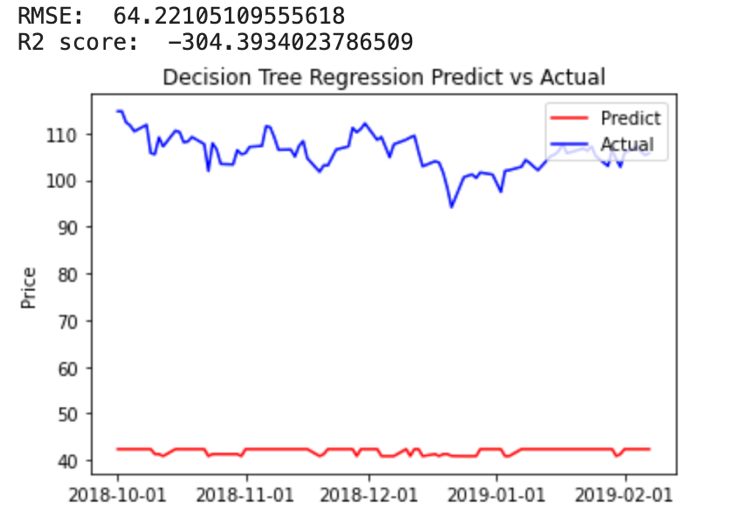 RMSE: 64.22105109555618
R2 score: -304.3934023786509
Decision Tree Regression Predict vs Actual
Predict
Actual
110
100
90
80
70
60
50
40
Price
2018-10-01 2018-11-01 2018-12-01 2019-01-01 2019-02-01